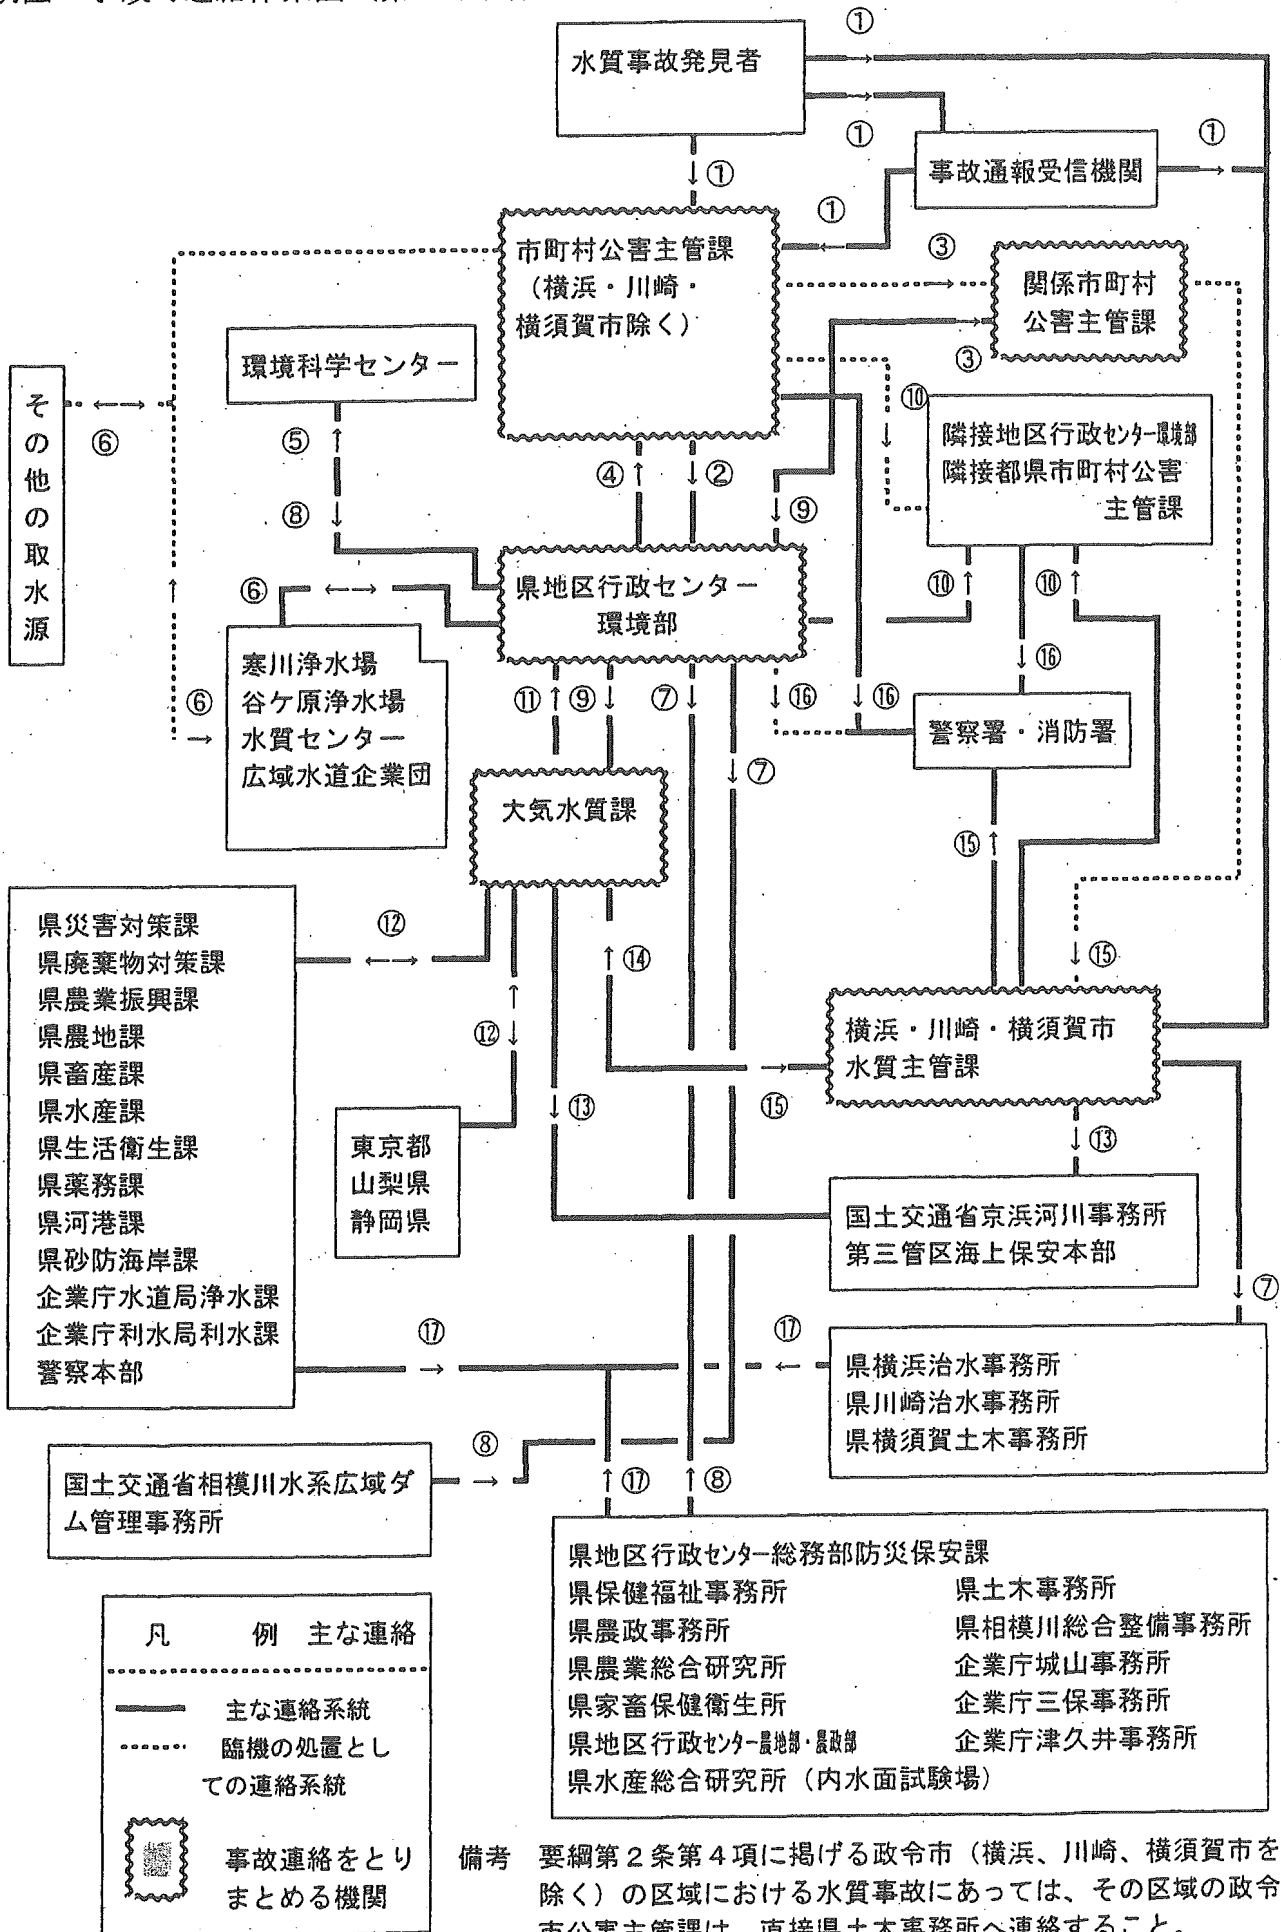 ①
水質事故発見者
①
①
事故通報受信機関
①
①
市町村公害主管課
（横浜・川崎・
横須賀市除く）
③
関係市町村
公害主管課
③
環境科学センター
その他の取水源
⑥
⑤
⑧
④
②
⑨
⑩
隣接地区行政センター環境部
隣接都県市町村公害
主管課
県地区行政センター
環境部
⑥
⑩
⑩
⑯
寒川浄水場
谷ケ原浄水場
水質センター
広域水道企業団
⑥
⑪
⑨
⑦
⑯
⑯
警察署・消防署
⑦
大気水質課
⑮
県災害対策課
県廃棄物対策課
県農業振興課
県農地課
県畜産課
県水産課
県生活衛生課
県薬務課
県河港課
県砂防海岸課
企業庁水道局浄水課
企業庁利水局利水課
警察本部
⑫
⑭
⑮
⑫
横浜・川崎・横須賀市
水質主管課
⑬
⑮
⑬
東京都
山梨県
静岡県
国土交通省京浜河川事務所
第三管区海上保安本部
⑦
⑰
⑰
県横浜治水事務所
県川崎治水事務所
県横須賀土木事務所
⑧
国土交通省相模川水系広域ダ
ム管理事務所
⑰
⑧
県地区行政センター総務部防災保安課
県保健福祉事務所
県土木事務所
県農政事務所
県相模川総合整備事務所
県農業総合研究所
企業庁城山事務所
県家畜保健衛生所
企業庁三保事務所
県地区行政センター農地部・農政部
企業庁津久井事務所
県水産総合研究所（内水面試験場）
凡 例 主な連絡
主な連絡系統
臨機の処置とし
ての連絡系統
事故連絡をとり
まとめる機関
備考 要綱第２条第４項に掲げる政令市（横浜、川崎、横須賀市を
除く）の区域における水質事故にあっては、その区域の政令
市公害主管課は、直接県土木事務所へ連絡すること。